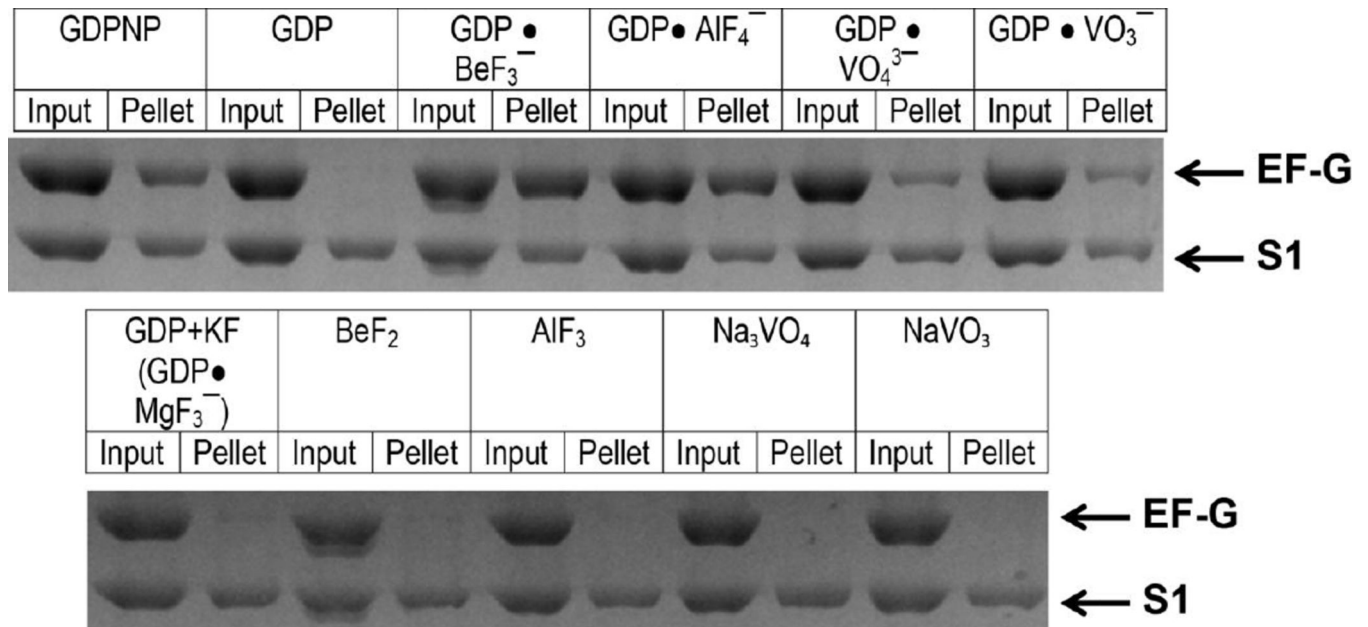 GDPNP GDP GDP • BeF₃⁻ GDP• AlF₄⁻ GDP • VO₄³⁻ GDP • VO₃⁻
Input Pellet Input Pellet Input Pellet Input Pellet Input Pellet Input Pellet
← EF-G
← S1
GDP+KF (GDP• MgF₃⁻) BeF₂ AlF₃ Na₃VO₄ NaVO₃
Input Pellet Input Pellet Input Pellet Input Pellet Input Pellet
← EF-G
← S1